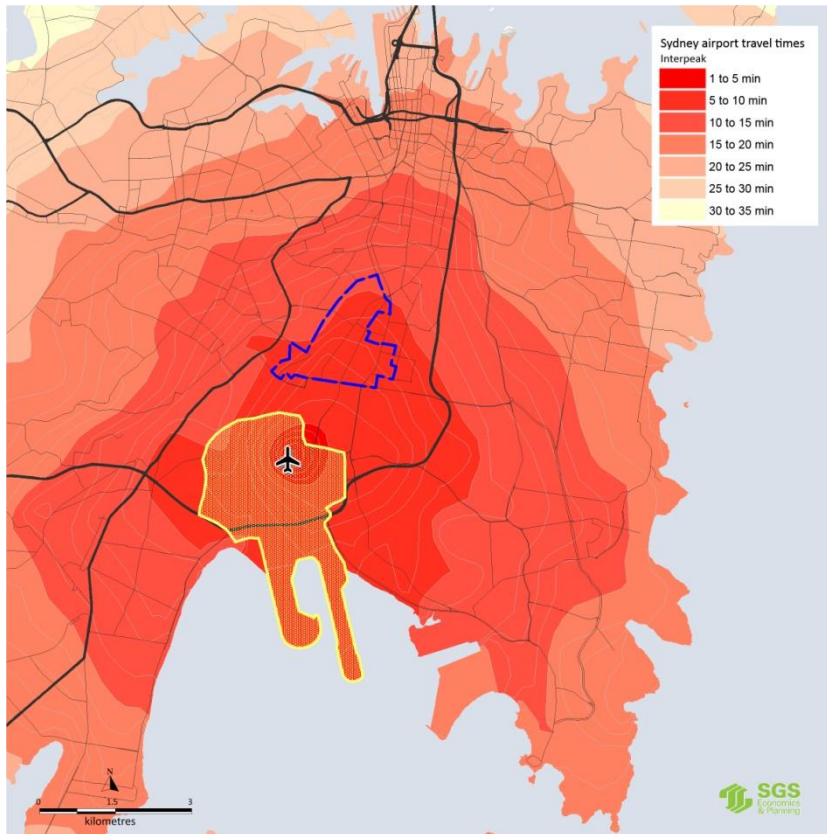 Sydney airport travel times
Interpeak
1 to 5 min
5 to 10 min
10 to 15 min
15 to 20 min
20 to 25 min
25 to 30 min
30 to 35 min
N
0 1.5 3
kilometres
SGS
Economics
& Planning